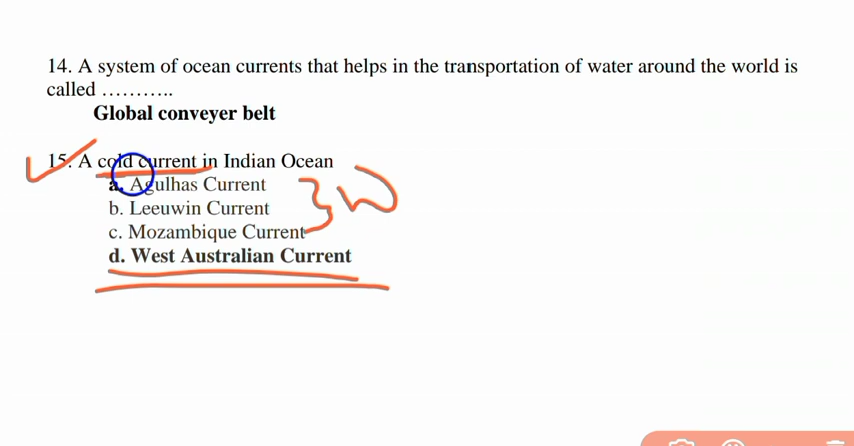 14. A system of ocean currents that helps in the transportation of water around the world is
called ………..
Global conveyer belt
15. A cold current in Indian Ocean
a. Agulhas Current
b. Leeuwin Current
c. Mozambique Current
d. West Australian Current
3W